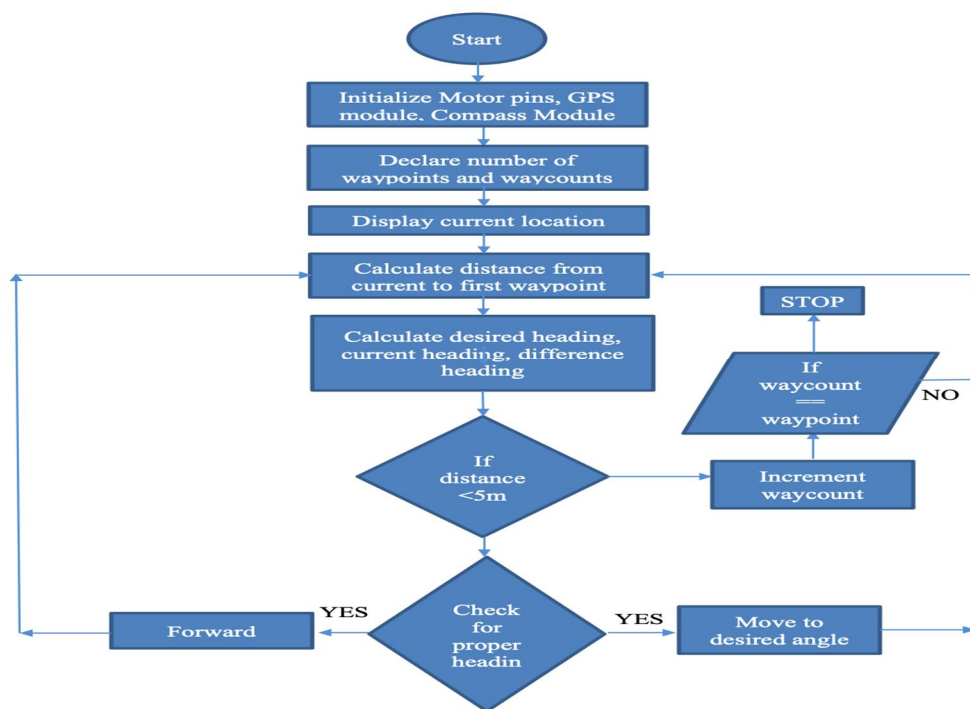 Start
Initialize Motor pins, GPS
module, Compass Module
Declare number of
waypoints and waycounts
Display current location
Calculate distance from
current to first waypoint
STOP
Calculate desired heading,
current heading, difference
heading
If
waycount
==
waypoint
NO
If
distance
<5m
Increment
waycount
YES
Forward
Check
for
proper
headin
YES
Move to
desired angle